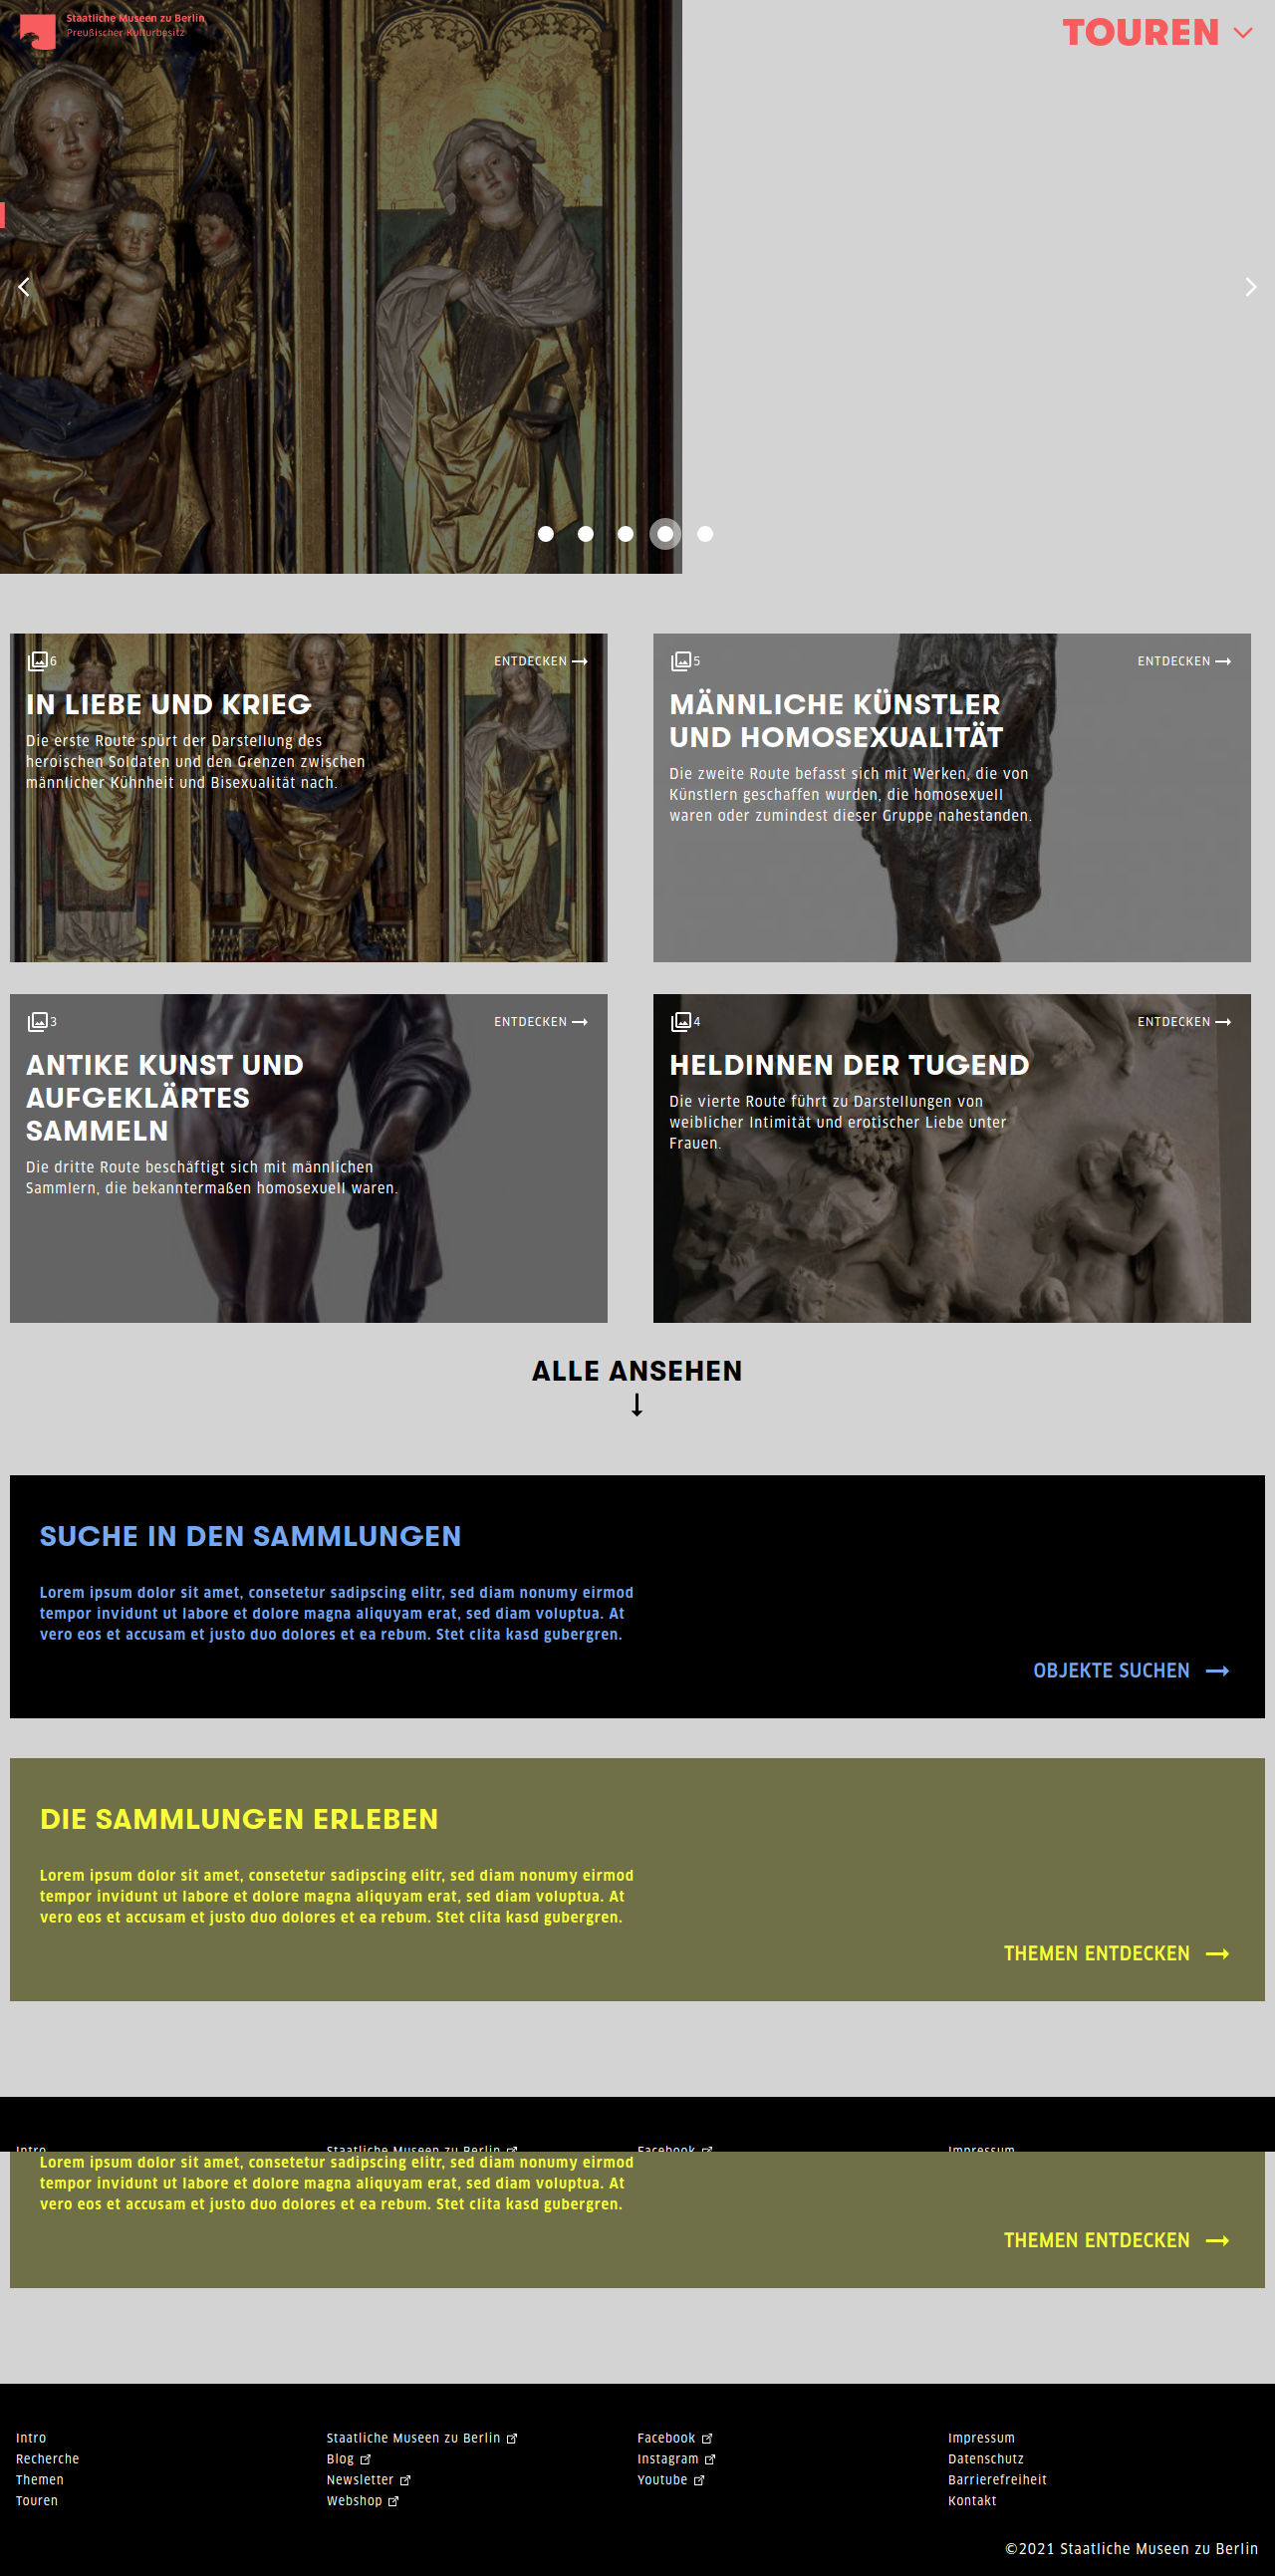 Staatliche Museen zu Berlin
Preußischer Kulturbesitz
TOUREN
6
ENTDECKEN
IN LIEBE UND KRIEG
Die erste Route spürt der Darstellung des
heroischen Soldaten und den Grenzen zwischen
männlicher Kühnheit und Bisexualität nach.
5
ENTDECKEN
MÄNNLICHE KÜNSTLER
UND HOMOSEXUALITÄT
Die zweite Route befasst sich mit Werken, die von
Künstlern geschaffen wurden, die homosexuell
waren oder zumindest dieser Gruppe nahestanden.
3
ENTDECKEN
ANTIKE KUNST UND
AUFGEKLÄRTES
SAMMELN
Die dritte Route beschäftigt sich mit männlichen
Sammlern, die bekanntermaßen homosexuell waren.
4
ENTDECKEN
HELDINNEN DER TUGEND
Die vierte Route führt zu Darstellungen von
weiblicher Intimität und erotischer Liebe unter
Frauen.
ALLE ANSEHEN
SUCHE IN DEN SAMMLUNGEN
Lorem ipsum dolor sit amet, consetetur sadipscing elitr, sed diam nonumy eirmod
tempor invidunt ut labore et dolore magna aliquyam erat, sed diam voluptua. At
vero eos et accusam et justo duo dolores et ea rebum. Stet clita kasd gubergren.
OBJEKTE SUCHEN
DIE SAMMLUNGEN ERLEBEN
Lorem ipsum dolor sit amet, consetetur sadipscing elitr, sed diam nonumy eirmod
tempor invidunt ut labore et dolore magna aliquyam erat, sed diam voluptua. At
vero eos et accusam et justo duo dolores et ea rebum. Stet clita kasd gubergren.
THEMEN ENTDECKEN
Intro
Staatliche Museen zu Berlin
Facebook
Impressum
Lorem ipsum dolor sit amet, consetetur sadipscing elitr, sed diam nonumy eirmod
tempor invidunt ut labore et dolore magna aliquyam erat, sed diam voluptua. At
vero eos et accusam et justo duo dolores et ea rebum. Stet clita kasd gubergren.
THEMEN ENTDECKEN
Intro
Recherche
Themen
Touren
Staatliche Museen zu Berlin
Blog
Newsletter
Webshop
Facebook
Instagram
Youtube
Impressum
Datenschutz
Barrierefreiheit
Kontakt
©2021 Staatliche Museen zu Berlin